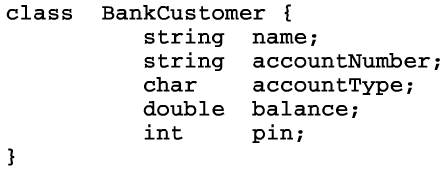 class BankCustomer {
string name;
string accountNumber;
char accountType;
double balance;
int pin;
}